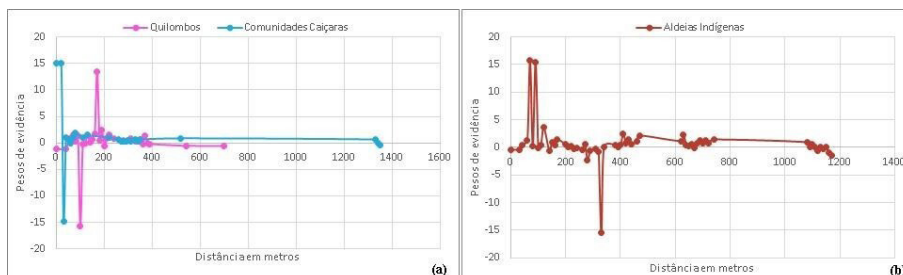 Quilombos
Comunidades Caiçaras
20
15
10
5
0
-5
-10
-15
-20
Pesos de evidência
0 200 400 600 800 1000 1200 1400 1600
Distância em metros
(a)
Aldeias Indígenas
20
15
10
5
0
-5
-10
-15
-20
Pesos de evidência
0 200 400 600 800 1000 1200 1400
Distância em metros
(b)